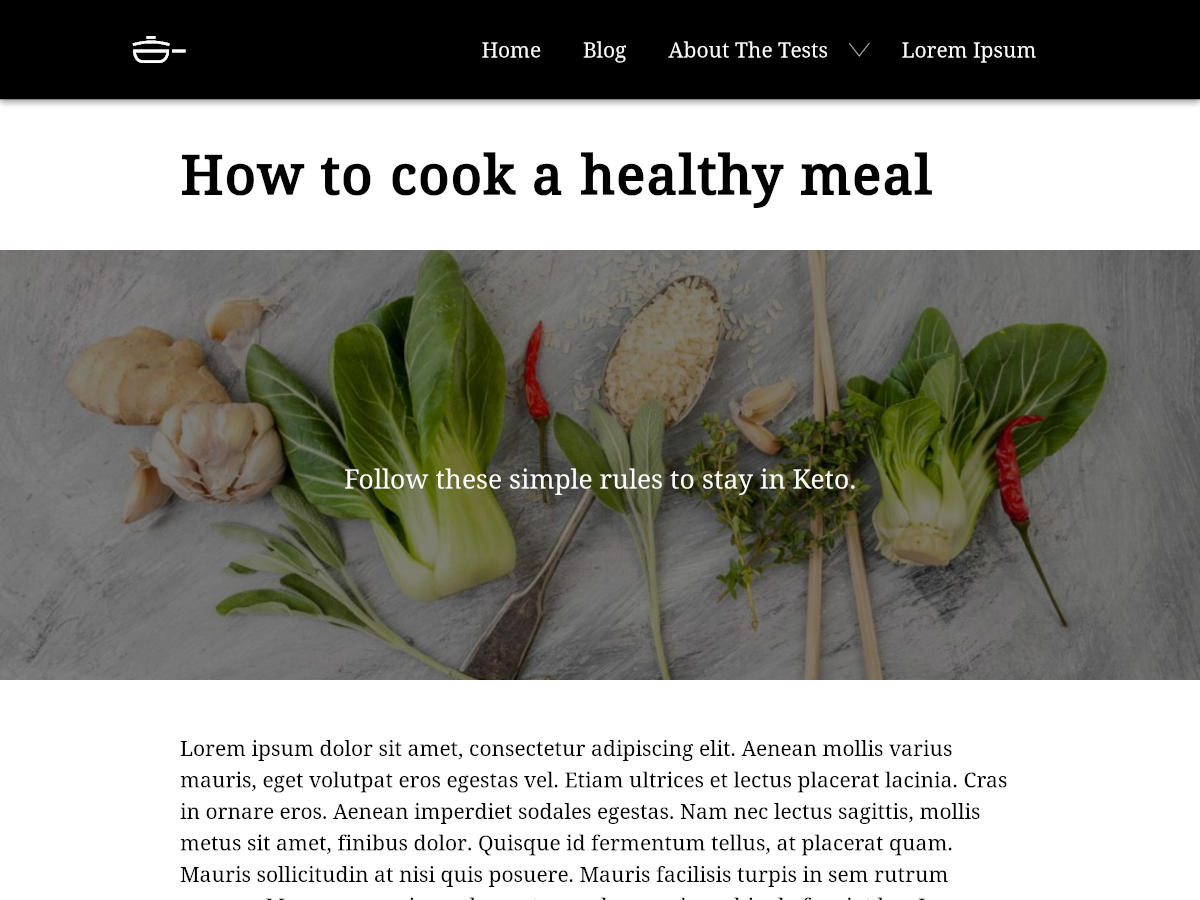 Home Blog About The Tests Lorem Ipsum
How to cook a healthy meal
Follow these simple rules to stay in Keto.
Lorem ipsum dolor sit amet, consectetur adipiscing elit. Aenean mollis varius
mauris, eget volutpat eros egestas vel. Etiam ultrices et lectus placerat lacinia. Cras
in ornare eros. Aenean imperdiet sodales egestas. Nam nec lectus sagittis, mollis
metus sit amet, finibus dolor. Quisque id fermentum tellus, at placerat quam.
Mauris sollicitudin at nisi quis posuere. Mauris facilisis turpis in sem rutrum